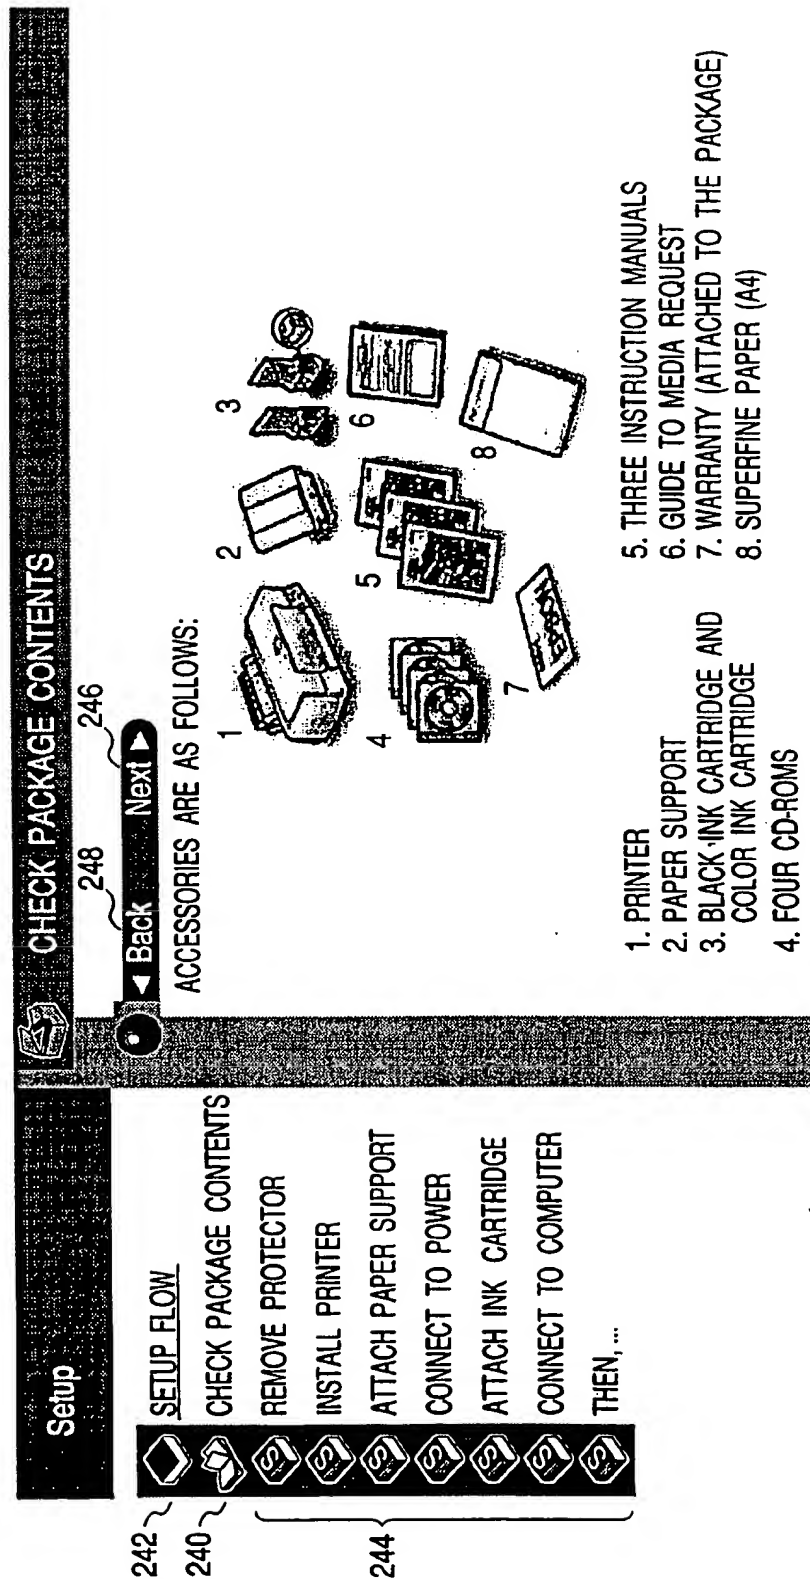 Setup
CHECK PACKAGE CONTENTS
242
SETUP FLOW
240
CHECK PACKAGE CONTENTS
244
REMOVE PROTECTOR
INSTALL PRINTER
ATTACH PAPER SUPPORT
CONNECT TO POWER
ATTACH INK CARTRIDGE
CONNECT TO COMPUTER
THEN,...
248
246
◀ Back Next ▶
ACCESSORIES ARE AS FOLLOWS:
1
2
3
4
5
6
7
8
1. PRINTER
2. PAPER SUPPORT
3. BLACK INK CARTRIDGE AND
COLOR INK CARTRIDGE
4. FOUR CD-ROMS
5. THREE INSTRUCTION MANUALS
6. GUIDE TO MEDIA REQUEST
7. WARRANTY (ATTACHED TO THE PACKAGE)
8. SUPERFINE PAPER (A4)